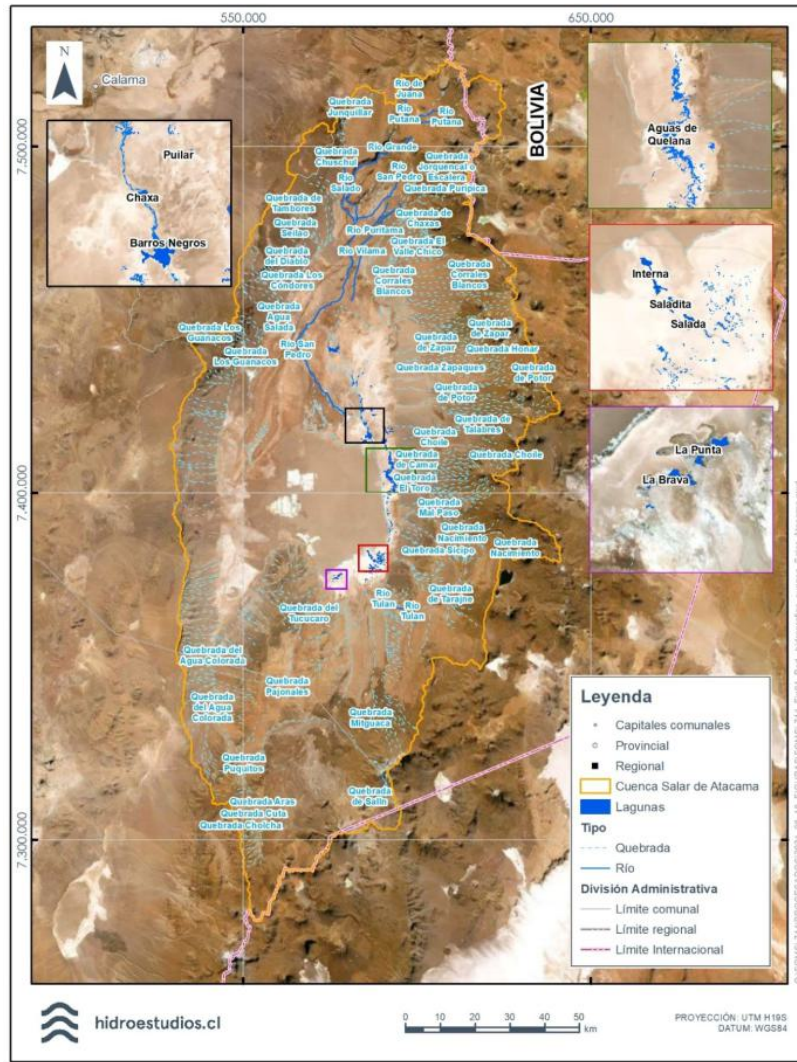 550.000
650.000
N
Calama
BOLIVIA
7.500.000
7.400.000
7.300.000
Puilar
Chaxa
Barros Negros
Aguas de
Quelana
Interna
Saladita
Salada
La Punta
La Brava
Río de
Juana
Quebrada
Junquillar
Río
Putana
Río
Putana
Río Grande
Quebrada
Chuschul
Río
San Pedro
Quebrada
Jorquencal o
Escalera
Río
Salado
Quebrada Puripica
Quebrada de
Tambores
Quebrada de
Chaxas
Quebrada
Seilao
Río Puritama
Quebrada El
Valle Chico
Quebrada
del Diablo
Río Vilama
Quebrada Los
Cóndores
Quebrada
Corrales
Blancos
Quebrada
Corrales
Blancos
Quebrada
Agua
Salada
Quebrada Los
Guanacos
Quebrada
Los Guanacos
Río San
Pedro
Quebrada
de Zapar
Quebrada
de Zapar
Quebrada Honar
Quebrada Zapaques
Quebrada
de Potor
Quebrada
de Potor
Quebrada de
Talabres
Quebrada
Choile
Quebrada Choile
Quebrada
de Camar
Quebrada
El Toro
Quebrada
Mal Paso
Quebrada
Nacimiento
Quebrada Sicipo
Quebrada
Nacimiento
Río
Tulan
Río
Tulan
Quebrada
de Tarajne
Quebrada del
Tucucaro
Quebrada del
Agua Colorada
Quebrada
Pajonales
Quebrada
del Agua
Colorada
Quebrada
Mitguaca
Quebrada
Puquitos
Quebrada
de Salin
Quebrada Aras
Quebrada Cuta
Quebrada Cholcha
Leyenda
Capitales comunales
Provincial
Regional
Cuenca Salar de Atacama
Lagunas
Tipo
Quebrada
Río
División Administrativa
Límite comunal
Límite regional
Límite Internacional
hidroestudios.cl
0 10 20 30 40 50
km
PROYECCIÓN: UTM H19S
DATUM: WGS84